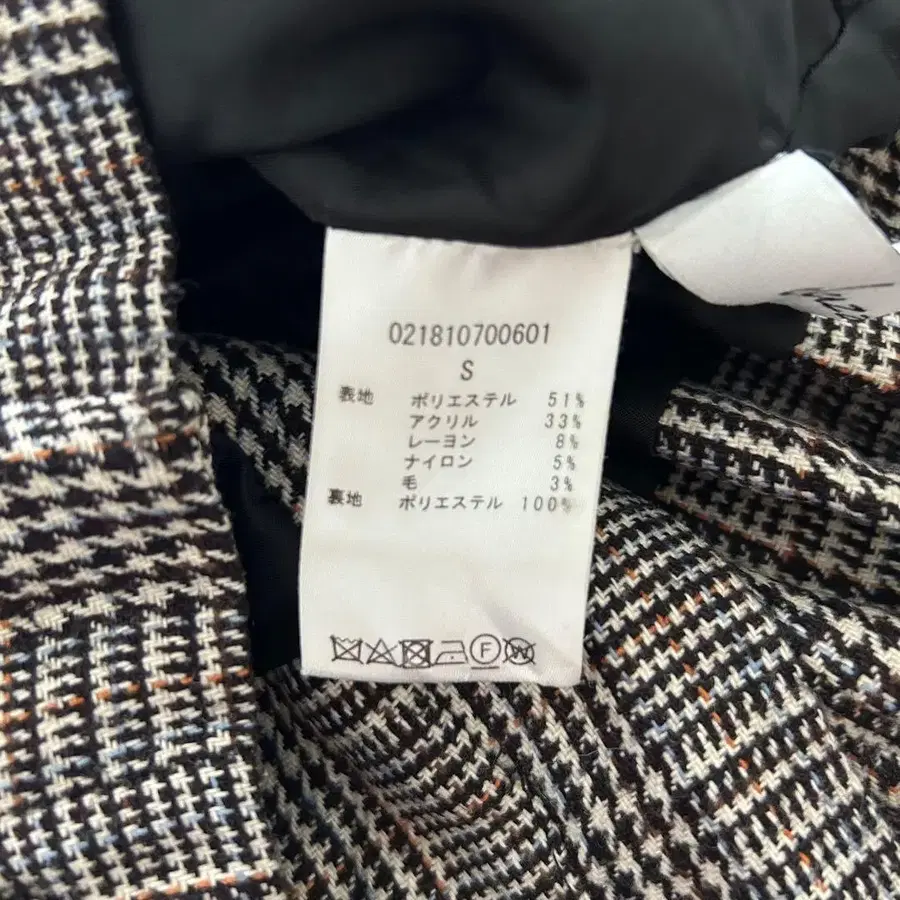 021810700601
S
表地 ポリエステル 51%
アクリル 33%
レーヨン 8%
ナイロン 5%
毛 3%
裏地 ポリエステル 100%
F W